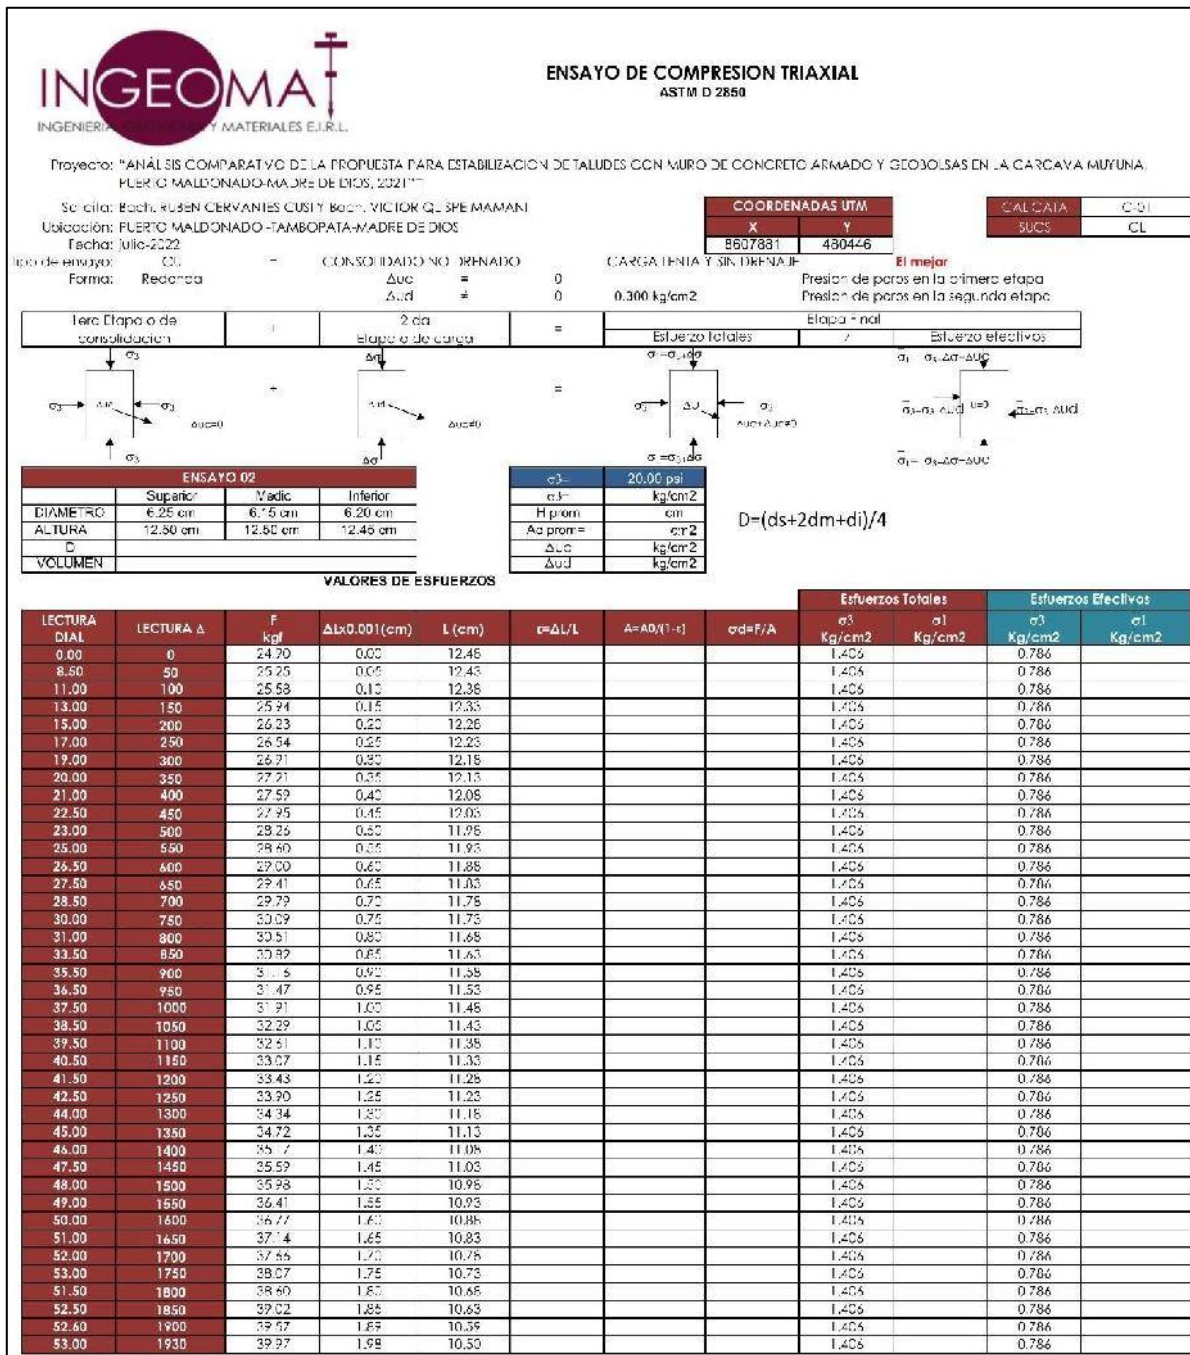 INGEOMAT
ENSAYO DE COMPRESION TRIAXIAL
ASTM D 2850
Y MATERIALES E.I.R.L.
Proyecto: "ANÁLISIS COMPARATIVO DE LA PROPUESTA PARA ESTABILIZACION DE TALUDES CON MURO DE CONCRETO ARMADO Y GEOBOLSAS EN LA CARCAVA MUYUNA,
PUERTO MALDONADO-MADRE DE DIOS, 2021"
Solicita: Bach. RUBEN CERVANTES CUSI Y Bach. VICTOR QUISPE MAMANI
COORDENADAS UTM CALICATA C-01
Ubicación: PUERTO MALDONADO -TAMBOPATA-MADRE DE DIOS X Y SUCS CL
Fecha: julio-2022 8607881 480446
Tipo de ensayo: CU = CONSOLIDADO NO DRENADO CARGA LENTA Y SIN DRENAJE El mejor
Forma: Redonda Δuc = 0 Presion de poros en la primera etapa
Δud ≠ 0 0.300 kg/cm2 Presion de poros en la segunda etapa
1era Etapa o de consolidacion + 2 da Etapa o de carga = Etapa Final
Esfuerzo totales Esfuerzo efectivos
ENSAYO 02 σ3= 20.00 psi
Superior Medio Inferior σ3= kg/cm2
DIAMETRO 6.25 cm 6.15 cm 6.20 cm H prom cm
D=(ds+2dm+di)/4
ALTURA 12.50 cm 12.50 cm 12.45 cm Ao prom= cm2
D Δuc kg/cm2
VOLUMEN Δud kg/cm2
VALORES DE ESFUERZOS
Esfuerzos Totales Esfuerzos Efectivos
LECTURA DIAL LECTURA Δ F kgf ΔLx0.001(cm) L (cm) ε=ΔL/L A=A0/(1-ε) σd=F/A σ3 Kg/cm2 σ1 Kg/cm2 σ3 Kg/cm2 σ1 Kg/cm2
0.00 0 24.90 0.00 12.48 1.406 0.786
8.50 50 25.25 0.05 12.43 1.406 0.786
11.00 100 25.58 0.10 12.38 1.406 0.786
13.00 150 25.94 0.15 12.33 1.406 0.786
15.00 200 26.23 0.20 12.28 1.406 0.786
17.00 250 26.54 0.25 12.23 1.406 0.786
19.00 300 26.91 0.30 12.18 1.406 0.786
20.00 350 27.21 0.35 12.13 1.406 0.786
21.00 400 27.59 0.40 12.08 1.406 0.786
22.50 450 27.95 0.45 12.03 1.406 0.786
23.00 500 28.26 0.50 11.98 1.406 0.786
25.00 550 28.60 0.55 11.93 1.406 0.786
26.50 600 29.00 0.60 11.88 1.406 0.786
27.50 650 29.41 0.65 11.83 1.406 0.786
28.50 700 29.79 0.70 11.78 1.406 0.786
30.00 750 30.09 0.75 11.73 1.406 0.786
31.00 800 30.51 0.80 11.68 1.406 0.786
33.50 850 30.82 0.85 11.63 1.406 0.786
35.50 900 31.16 0.90 11.58 1.406 0.786
36.50 950 31.47 0.95 11.53 1.406 0.786
37.50 1000 31.91 1.00 11.48 1.406 0.786
38.50 1050 32.29 1.05 11.43 1.406 0.786
39.50 1100 32.61 1.10 11.38 1.406 0.786
40.50 1150 33.07 1.15 11.33 1.406 0.786
41.50 1200 33.43 1.20 11.28 1.406 0.786
42.50 1250 33.90 1.25 11.23 1.406 0.786
44.00 1300 34.34 1.30 11.18 1.406 0.786
45.00 1350 34.72 1.35 11.13 1.406 0.786
46.00 1400 35.17 1.40 11.08 1.406 0.786
47.50 1450 35.59 1.45 11.03 1.406 0.786
48.00 1500 35.98 1.50 10.98 1.406 0.786
49.00 1550 36.41 1.55 10.93 1.406 0.786
50.00 1600 36.77 1.60 10.88 1.406 0.786
51.00 1650 37.14 1.65 10.83 1.406 0.786
52.00 1700 37.66 1.70 10.78 1.406 0.786
53.00 1750 38.07 1.75 10.73 1.406 0.786
51.50 1800 38.60 1.80 10.68 1.406 0.786
52.50 1850 39.02 1.85 10.63 1.406 0.786
52.60 1900 39.57 1.89 10.59 1.406 0.786
53.00 1930 39.97 1.98 10.50 1.406 0.786